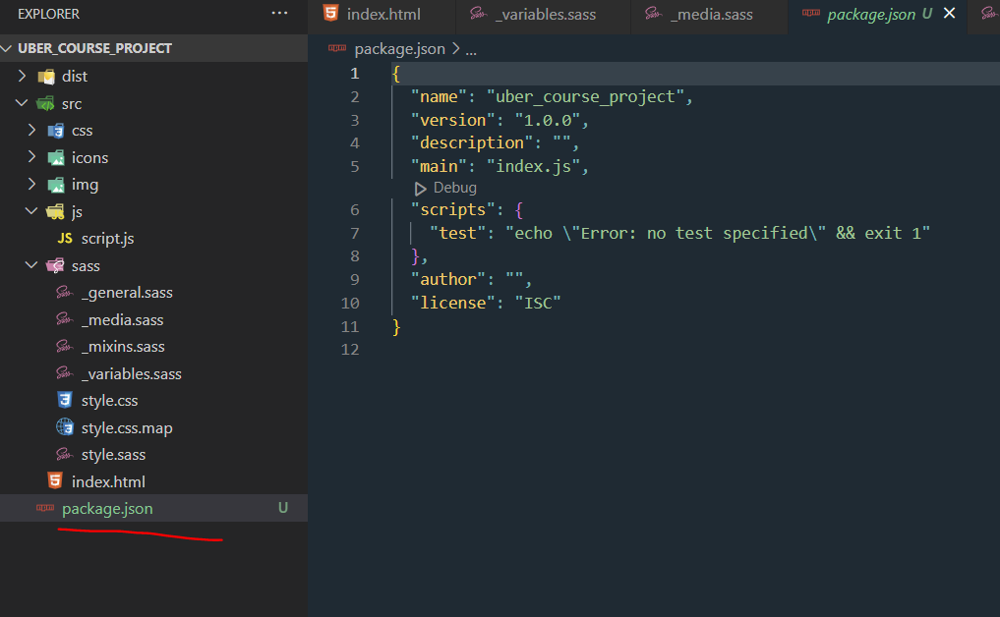 EXPLORER ...
UBER_COURSE_PROJECT
dist
src
css
icons
img
js
JS script.js
sass
_general.sass
_media.sass
_mixins.sass
_variables.sass
style.css
style.css.map
style.sass
index.html
package.json U
index.html _variables.sass _media.sass package.json U
package.json > ...
1 {
2 "name": "uber_course_project",
3 "version": "1.0.0",
4 "description": "",
5 "main": "index.js",
Debug
6 "scripts": {
7 "test": "echo \"Error: no test specified\" && exit 1"
8 },
9 "author": "",
10 "license": "ISC"
11 }
12